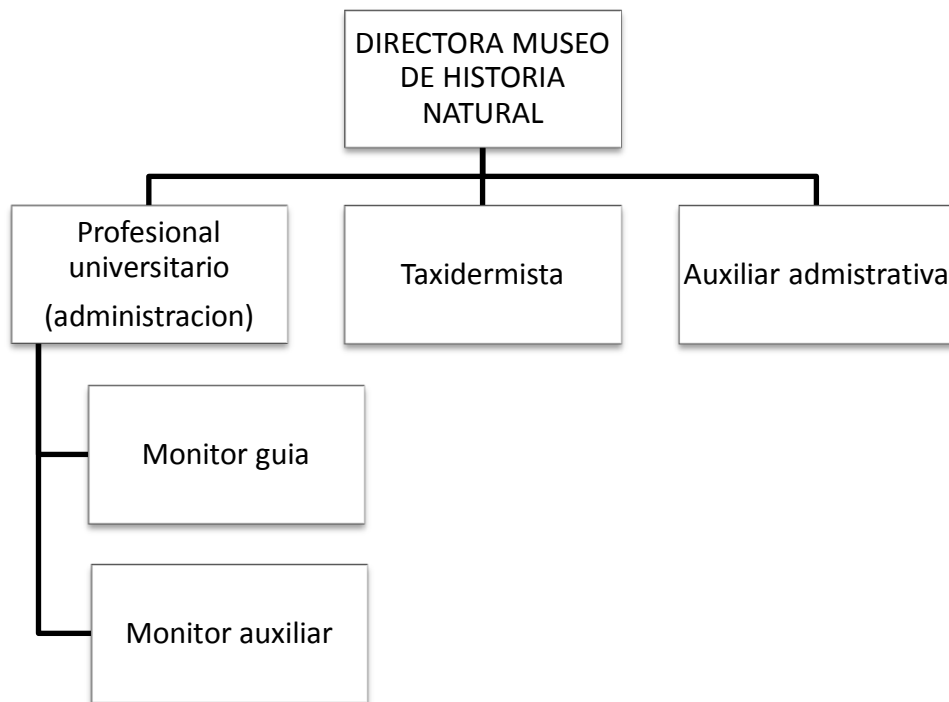 DIRECTORA MUSEO
DE HISTORIA
NATURAL
Profesional
universitario
(administracion)
Taxidermista
Auxiliar admistrativa
Monitor guia
Monitor auxiliar